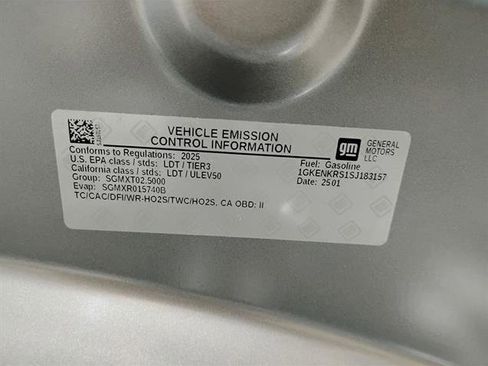 VEHICLE EMISSION
CONTROL INFORMATION
gm
GENERAL
MOTORS
LLC
Conforms to Regulations: 2025
U.S. EPA class / stds: LDT / TIER3
California class / stds: LDT / ULEV50
Group: SGMXT02.5000
Evap: SGMXR015740B
TC/CAC/DFI/WR-HO2S/TWC/HO2S, CA OBD: II
Fuel: Gasoline
1GKENKRS1SJ183157
Date: 2501